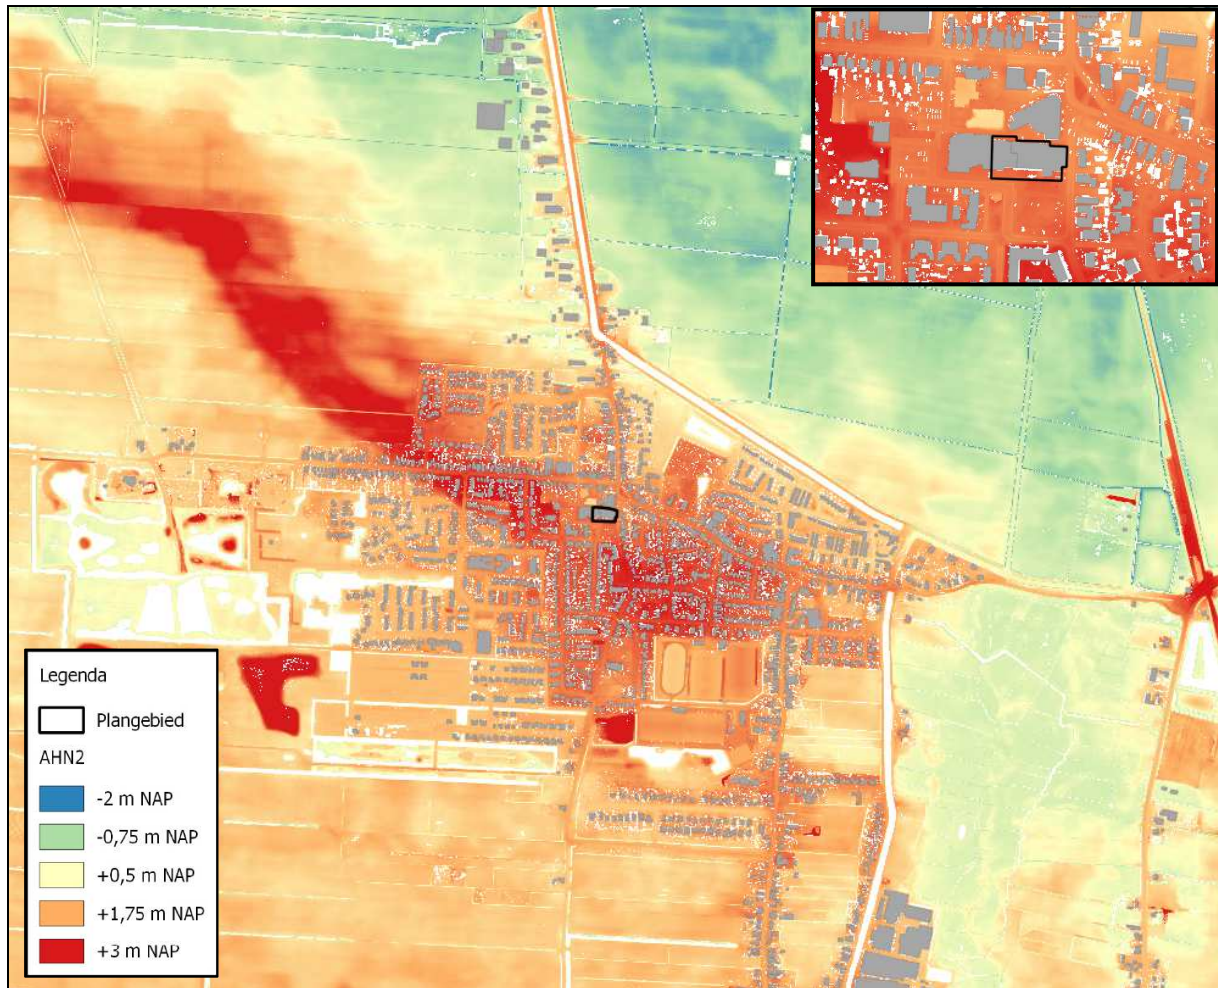 Legenda
Plangebied
AHN2
-2 m NAP
-0,75 m NAP
+0,5 m NAP
+1,75 m NAP
+3 m NAP